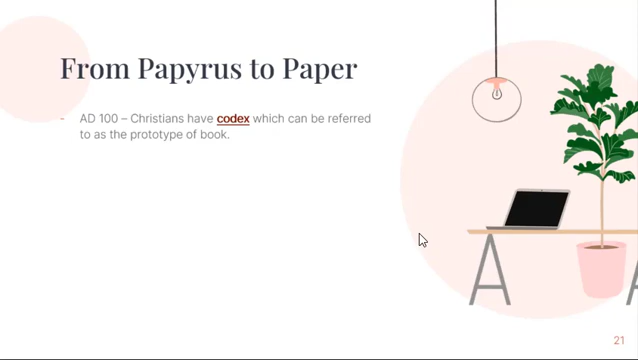 From Papyrus to Paper
- AD 100 – Christians have codex which can be referred
to as the prototype of book.
21